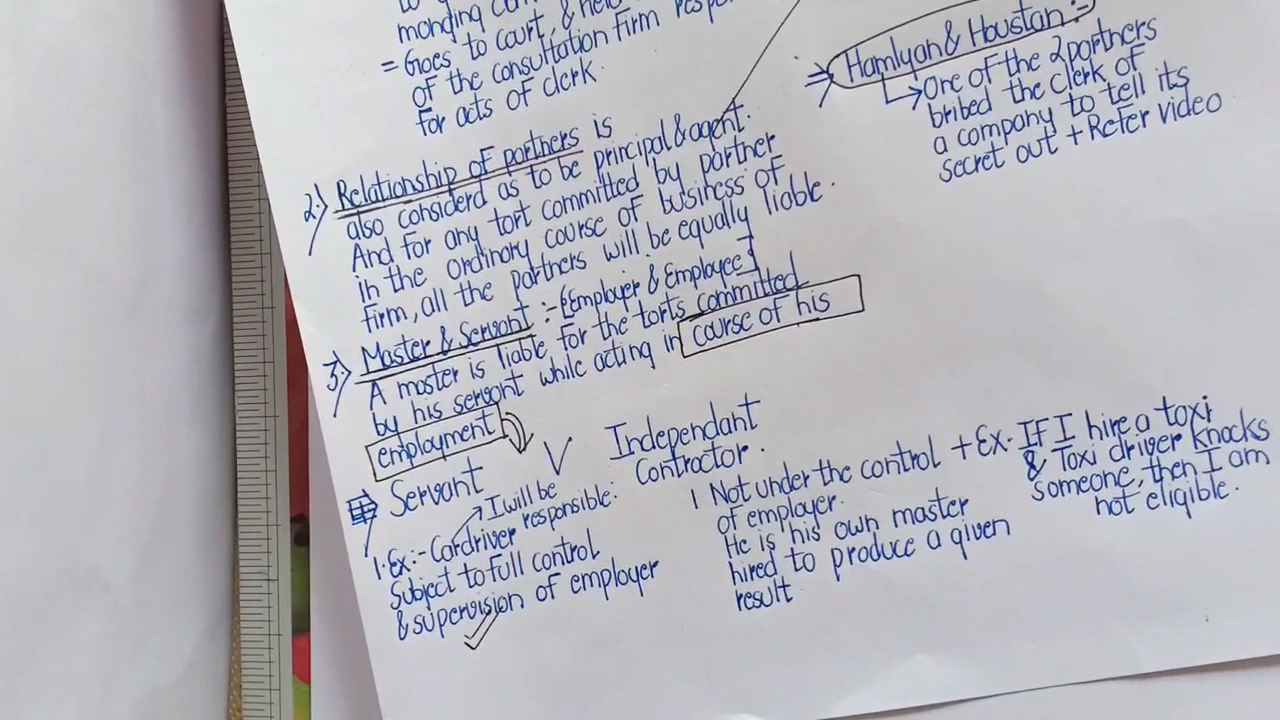 monding
= Goes to court, & held
of the consultation firm
for acts of clerk.
2.) Relationship of partners is
also considerd as to be principal & agent.
And for any tort committed by partner
in the ordinary course of business of
firm, all the partners will be equally liable.
3.) Master & Servant :- [Employer & Employee]
A master is liable for the torts committed
by his servant while acting in course of his
employment
⇒ Hamlyon & Houstan :-
One of the 2 partners
bribed the clerk of
a company to tell its
secret out + Refer video
Servant V Independant
Contractor.
I will be
responsible:
1. Ex:- Car driver
Subject to full control
& supervision of employer
1 Not under the control
of employer.
He is his own master
hired to produce a given
result
+ Ex. IF I hire a taxi
& Taxi driver knocks
someone, then I am
not eligible.